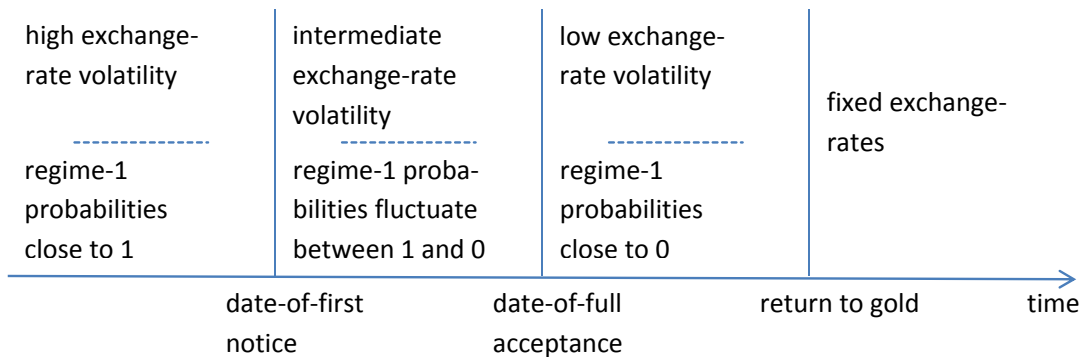 high exchange-
rate volatility
regime-1
probabilities
close to 1
intermediate
exchange-rate
volatility
regime-1 proba-
bilities fluctuate
between 1 and 0
low exchange-
rate volatility
regime-1
probabilities
close to 0
fixed exchange-
rates
date-of-first
notice
date-of-full
acceptance
return to gold
time